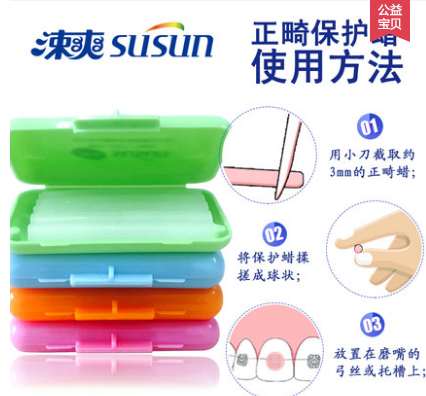 涑爽 susun
公益
宝贝
正畸保护蜡
使用方法
01
用小刀截取约
3mm的正畸蜡;
02
将保护蜡揉
搓成球状;
03
放置在磨嘴的
弓丝或托槽上;